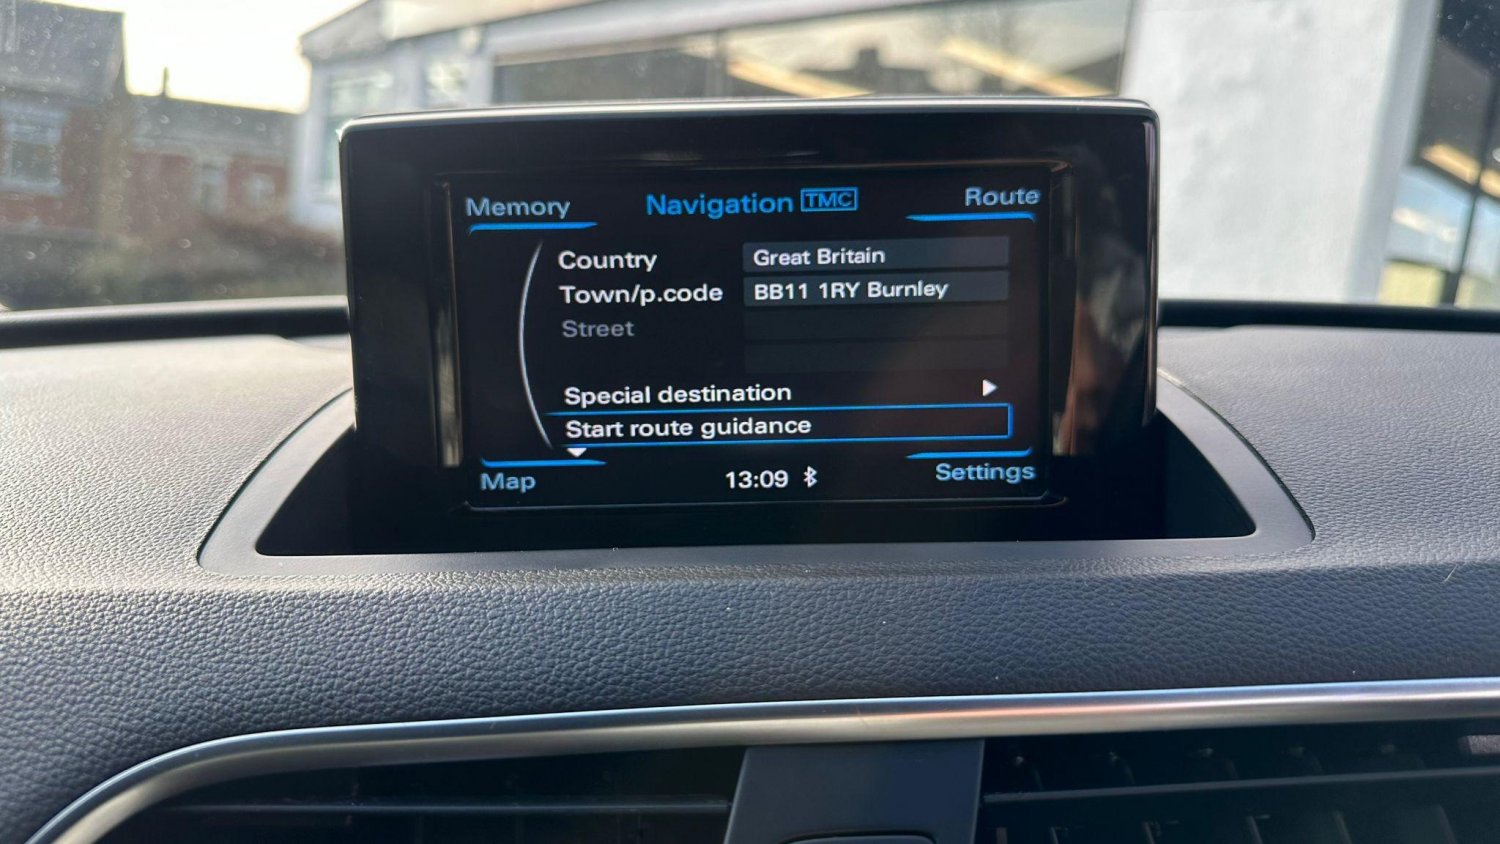 Memory Navigation TMC Route
Country Great Britain
Town/p.code BB11 1RY Burnley
Street
Special destination
Start route guidance
Map 13:09 Settings